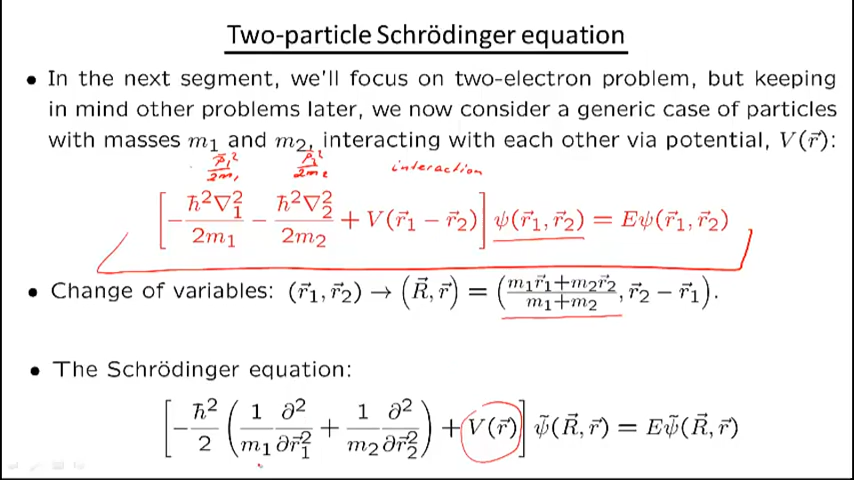 Two-particle Schrödinger equation
• In the next segment, we'll focus on two-electron problem, but keeping
in mind other problems later, we now consider a generic case of particles
with masses m₁ and m₂, interacting with each other via potential, V(r⃗):
p⃗₁²/2m₁ p⃗₂²/2m₂ interaction
[−ħ²∇₁²/2m₁ − ħ²∇₂²/2m₂ + V(r⃗₁ − r⃗₂)] ψ(r⃗₁, r⃗₂) = Eψ(r⃗₁, r⃗₂)
• Change of variables: (r⃗₁, r⃗₂) → (R⃗, r⃗) = (m₁r⃗₁+m₂r⃗₂/m₁+m₂, r⃗₂ − r⃗₁).
• The Schrödinger equation:
[−ħ²/2 (1/m₁ ∂²/∂r⃗₁² + 1/m₂ ∂²/∂r⃗₂²) + V(r⃗)] ψ̃(R⃗, r⃗) = Eψ̃(R⃗, r⃗)